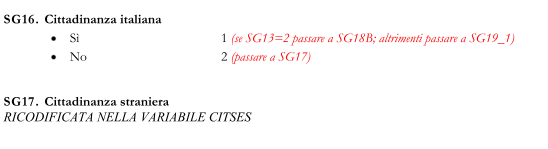 SG16. Cittadinanza italiana
• Sì 1 (se SG13=2 passare a SG18B; altrimenti passare a SG19_1)
• No 2 (passare a SG17)
SG17. Cittadinanza straniera
RICODIFICATA NELLA VARIABILE CITSES